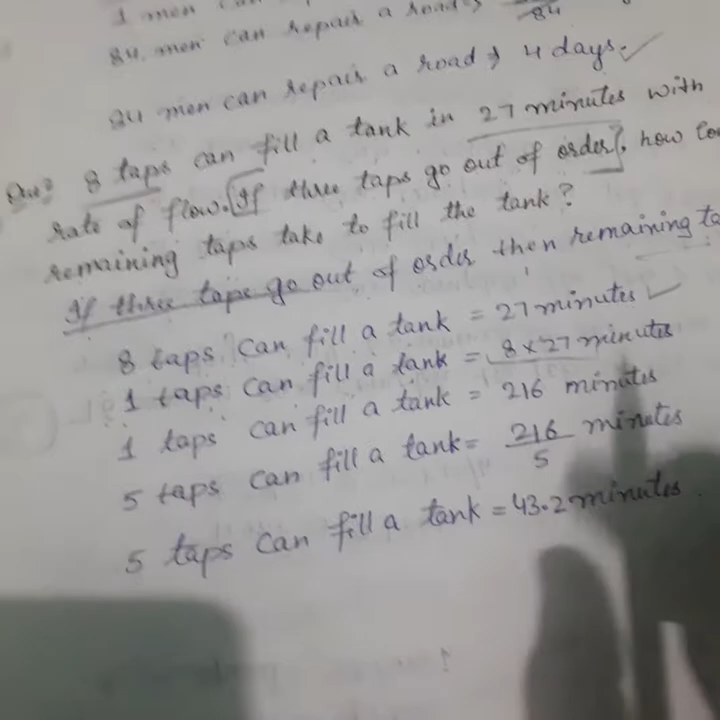 1 men can
84 men can repair a road } 84
84 men can repair a road } 4 days.
Que? 8 taps can fill a tank in 27 minutes with
rate of flow. If three taps go out of order, how
remaining taps take to fill the tank?
If three taps go out of order then remaining
8 taps can fill a tank = 27 minutes
1 taps can fill a tank = 8 × 27 minutes
1 taps can fill a tank = 216 minutes
5 taps can fill a tank = 216/5 minutes
5 taps can fill a tank = 43.2 minutes